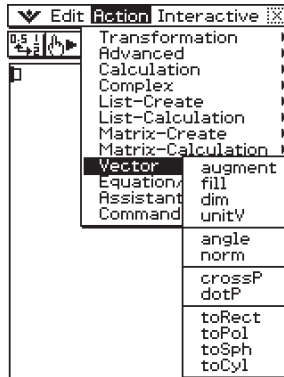 Edit Action Interactive
Transformation
Advanced
Calculation
Complex
List-Create
List-Calculation
Matrix-Create
Matrix-Calculation
Vector
Equation/
Assistant
Command
augment
fill
dim
unitV
angle
norm
crossP
dotP
toRect
toPol
toSph
toCyl